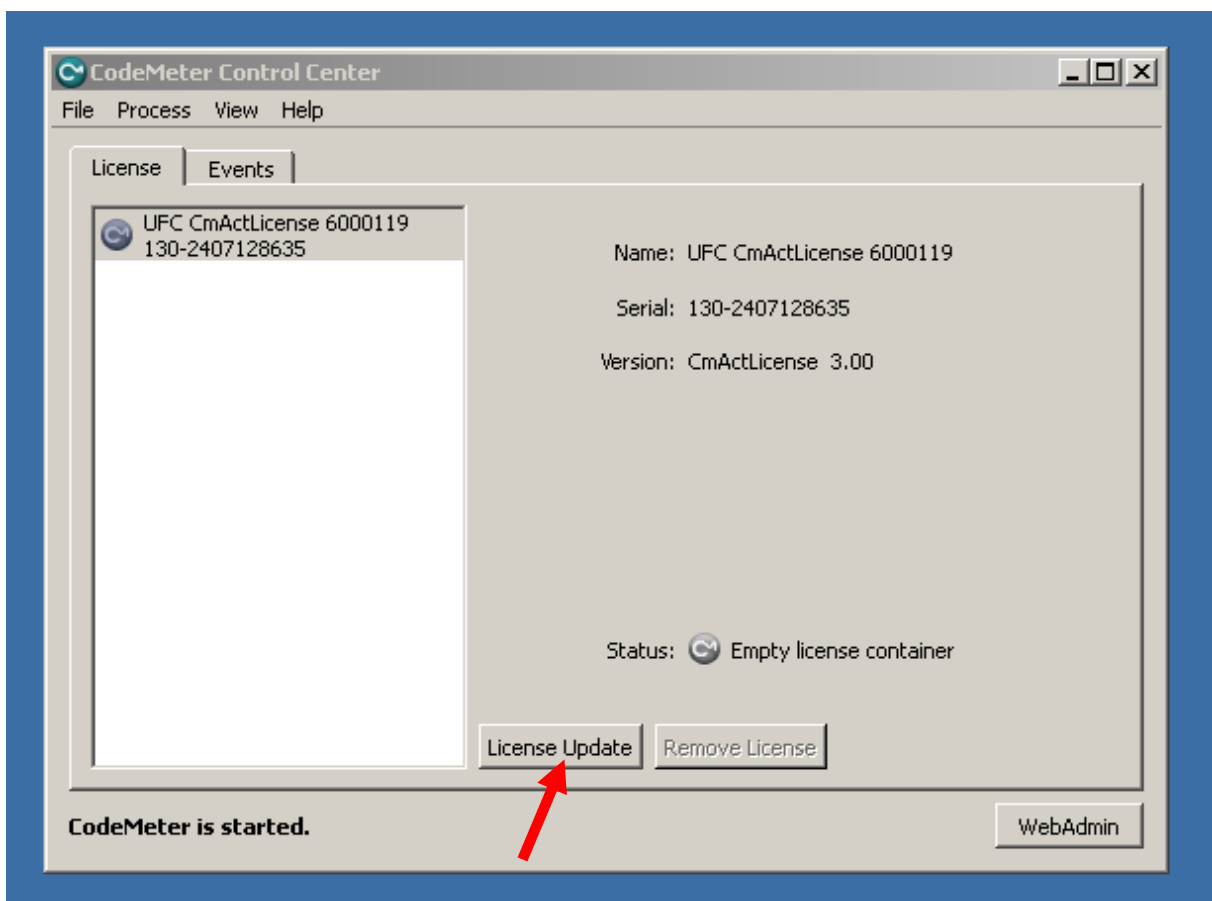 CodeMeter Control Center
File Process View Help
License Events
UFC CmActLicense 6000119
130-2407128635
Name: UFC CmActLicense 6000119
Serial: 130-2407128635
Version: CmActLicense 3.00
Status: Empty license container
License Update Remove License
CodeMeter is started. WebAdmin